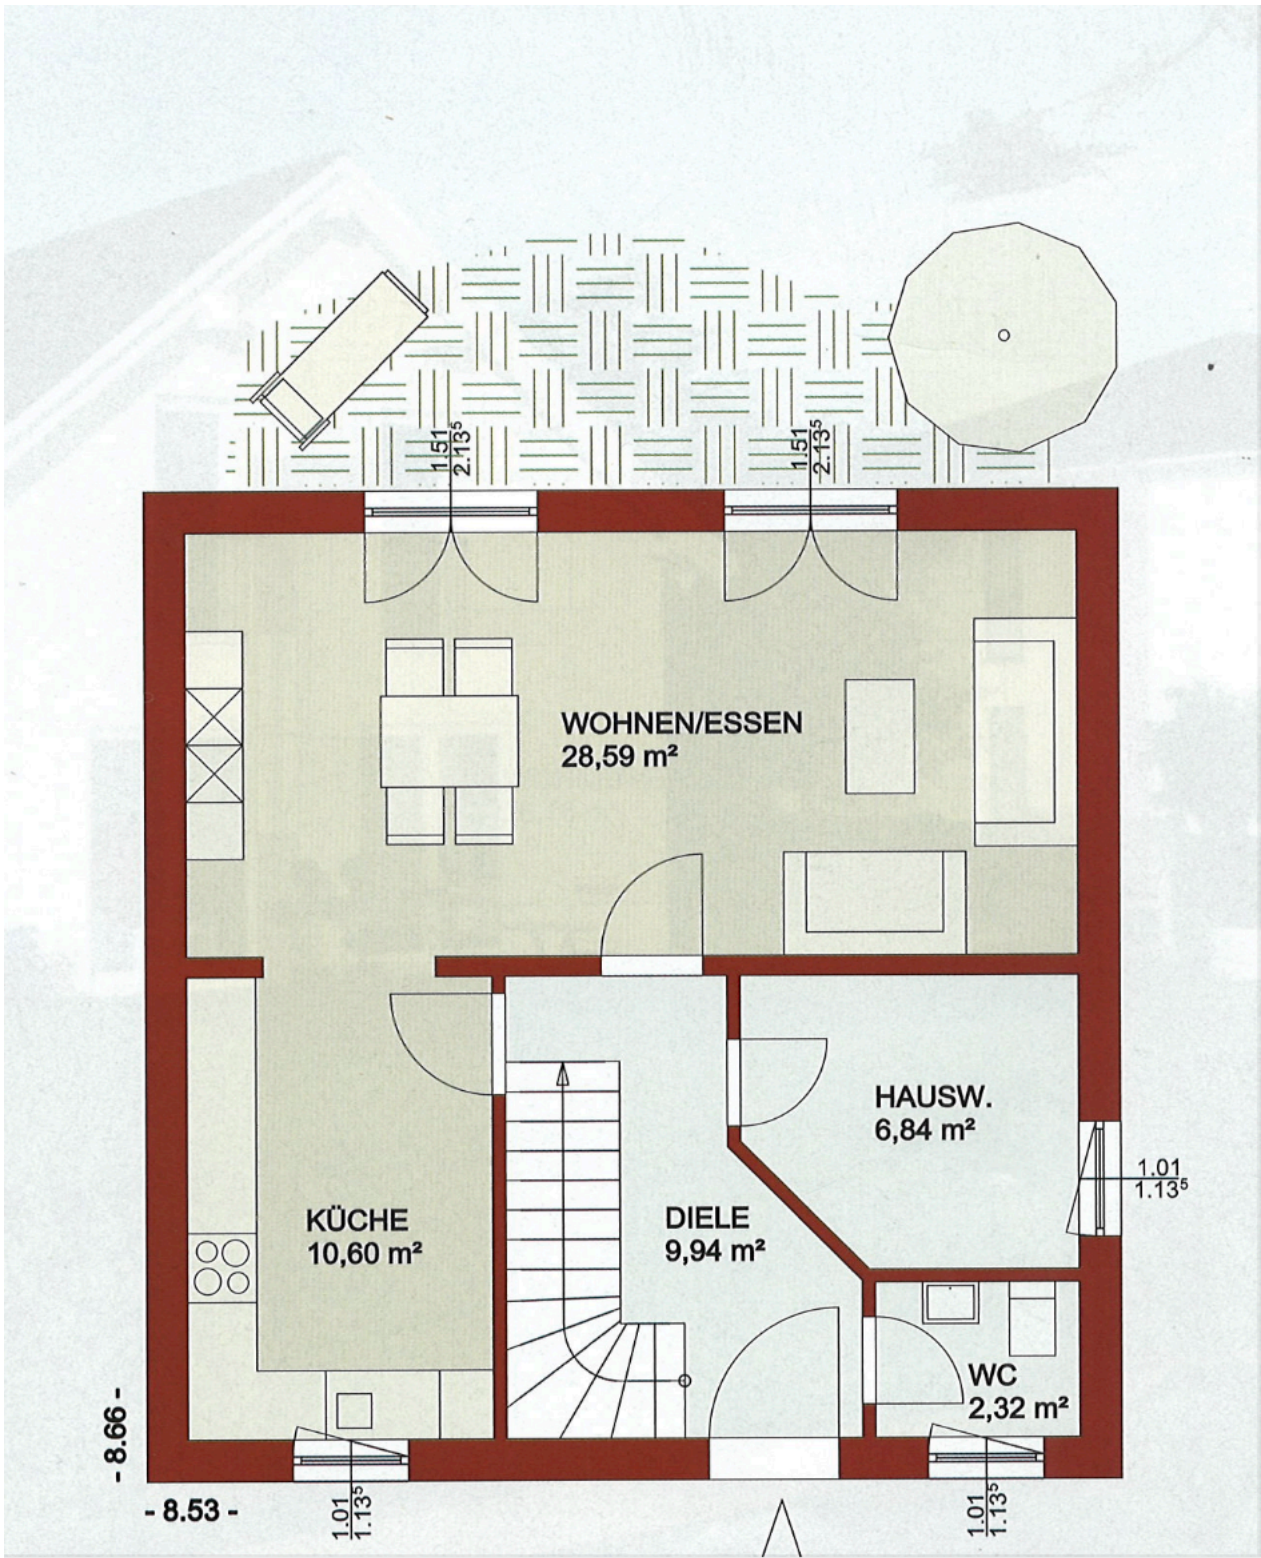 1.51
2.13⁵
1.51
2.13⁵
WOHNEN/ESSEN
28,59 m²
HAUSW.
6,84 m²
1.01
1.13⁵
KÜCHE
10,60 m²
DIELE
9,94 m²
WC
2,32 m²
- 8.66 -
- 8.53 -
1.01
1.13⁵
1.01
1.13⁵